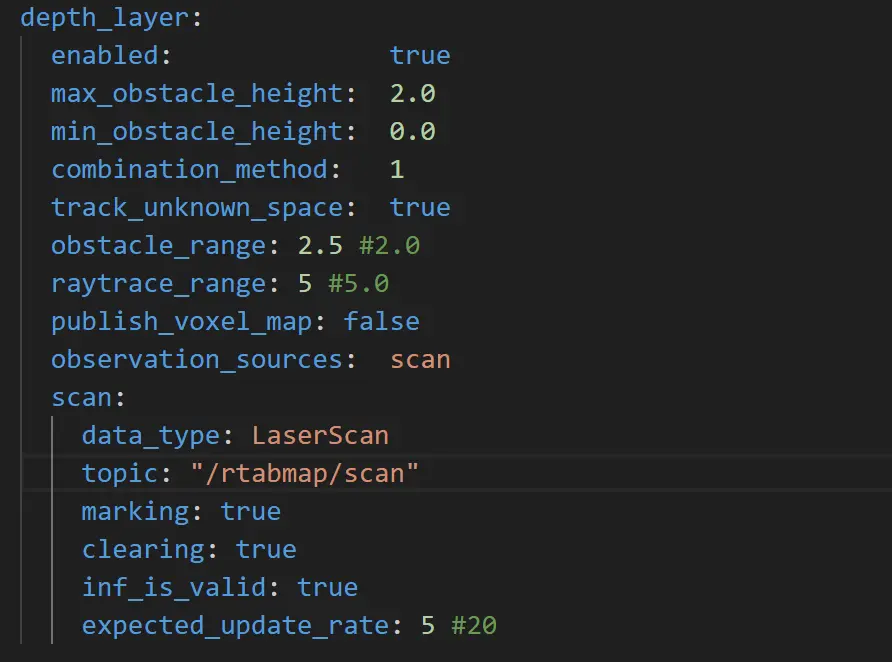 depth_layer:
enabled: true
max_obstacle_height: 2.0
min_obstacle_height: 0.0
combination_method: 1
track_unknown_space: true
obstacle_range: 2.5 #2.0
raytrace_range: 5 #5.0
publish_voxel_map: false
observation_sources: scan
scan:
data_type: LaserScan
topic: "/rtabmap/scan"
marking: true
clearing: true
inf_is_valid: true
expected_update_rate: 5 #20